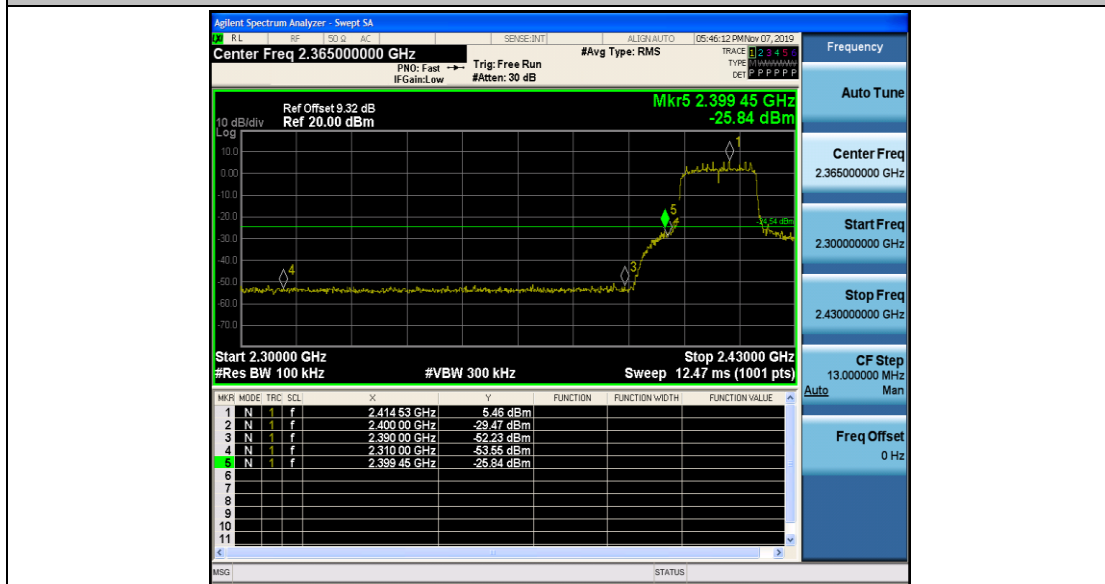 Agilent Spectrum Analyzer - Swept SA
RL RF 50 Ω AC SENSE:INT ALIGN AUTO 05:46:12 PM Nov 07, 2019
Center Freq 2.365000000 GHz
PNO: Fast
IFGain:Low
Trig: Free Run
#Atten: 30 dB
#Avg Type: RMS
TRACE 1 2 3 4 5 6
TYPE M
DET P P P P P P
Frequency
Auto Tune
Center Freq
2.365000000 GHz
Start Freq
2.300000000 GHz
Stop Freq
2.430000000 GHz
CF Step
13.000000 MHz
Auto Man
Freq Offset
0 Hz
Mkr5 2.399 45 GHz
-25.84 dBm
Ref Offset 9.32 dB
10 dB/div Ref 20.00 dBm
Log
10.0
0.00
-10.0
-20.0
-30.0
-40.0
-50.0
-60.0
-70.0
1
5
3
4
-24.54 dBm
Start 2.30000 GHz Stop 2.43000 GHz
#Res BW 100 kHz #VBW 300 kHz Sweep 12.47 ms (1001 pts)
MKR MODE TRC SCL X Y FUNCTION FUNCTION WIDTH FUNCTION VALUE
1 N 1 f 2.414 53 GHz 5.46 dBm
2 N 1 f 2.400 00 GHz -29.47 dBm
3 N 1 f 2.390 00 GHz -52.23 dBm
4 N 1 f 2.310 00 GHz -53.55 dBm
5 N 1 f 2.399 45 GHz -25.84 dBm
6
7
8
9
10
11
MSG STATUS